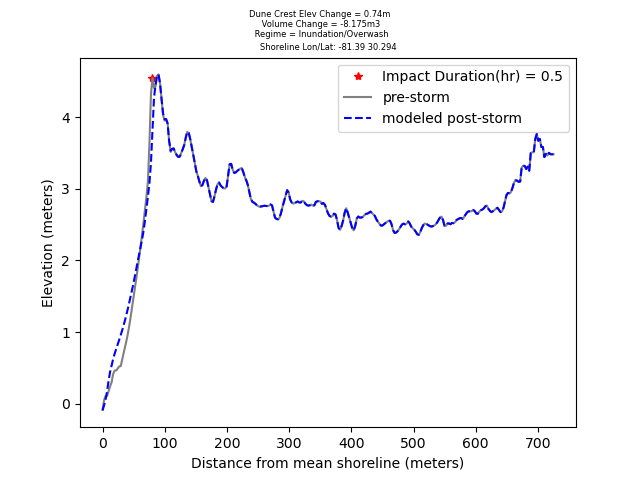 Dune Crest Elev Change = 0.74m
Volume Change = -8.175m3
Regime = Inundation/Overwash
Shoreline Lon/Lat: -81.39 30.294
Impact Duration(hr) = 0.5
pre-storm
modeled post-storm
Elevation (meters)
4
3
2
1
0
0 100 200 300 400 500 600 700
Distance from mean shoreline (meters)